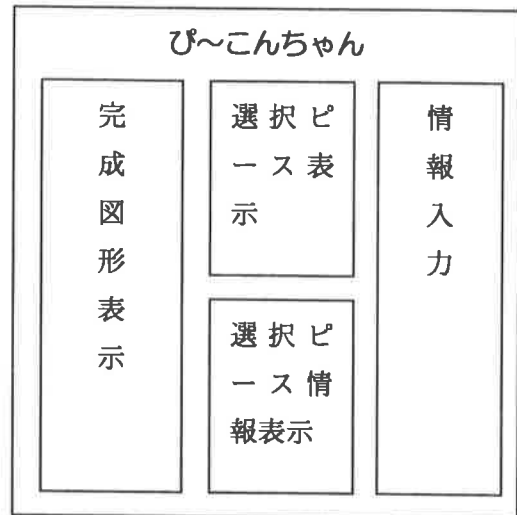 ぴ～こんちゃん
完成図形表示
選択ピ
ース表
示
選択ピ
ース情
報表示
情報入力